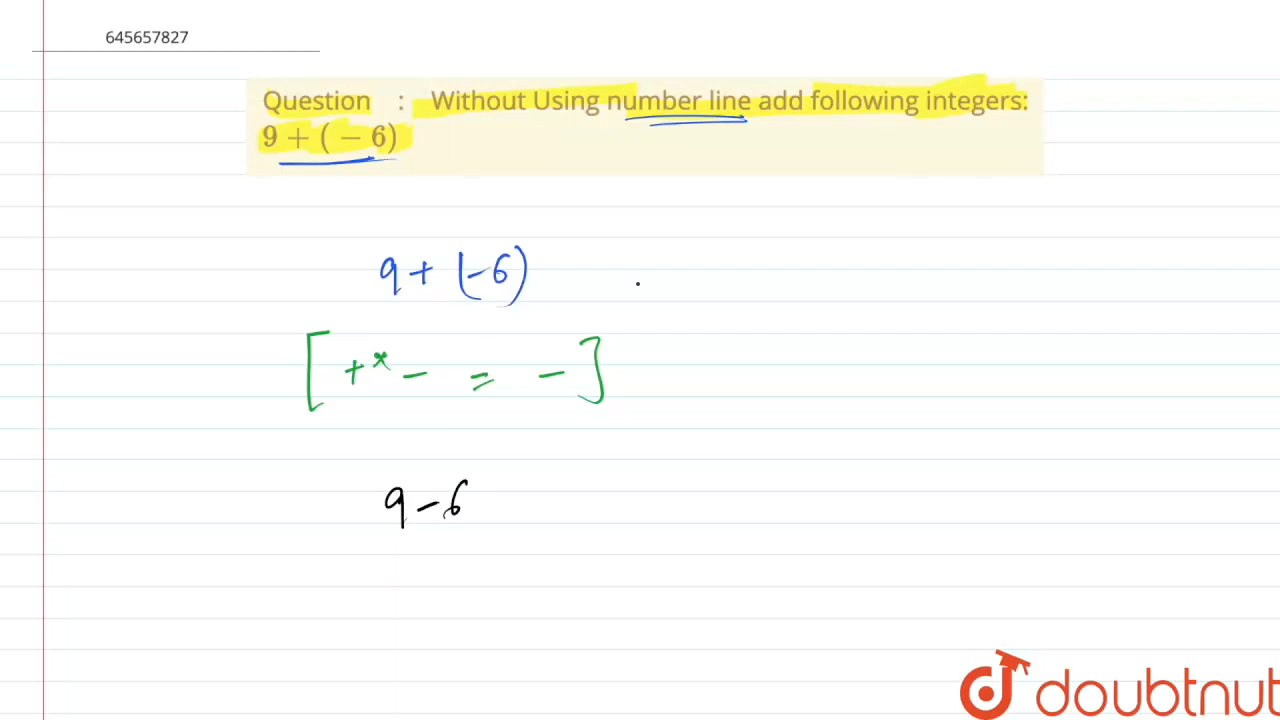 645657827
Question : Without Using number line add following integers:
9 + ( − 6)
9 + (-6)
[ + × - = - ]
9 - 6
doubtnut